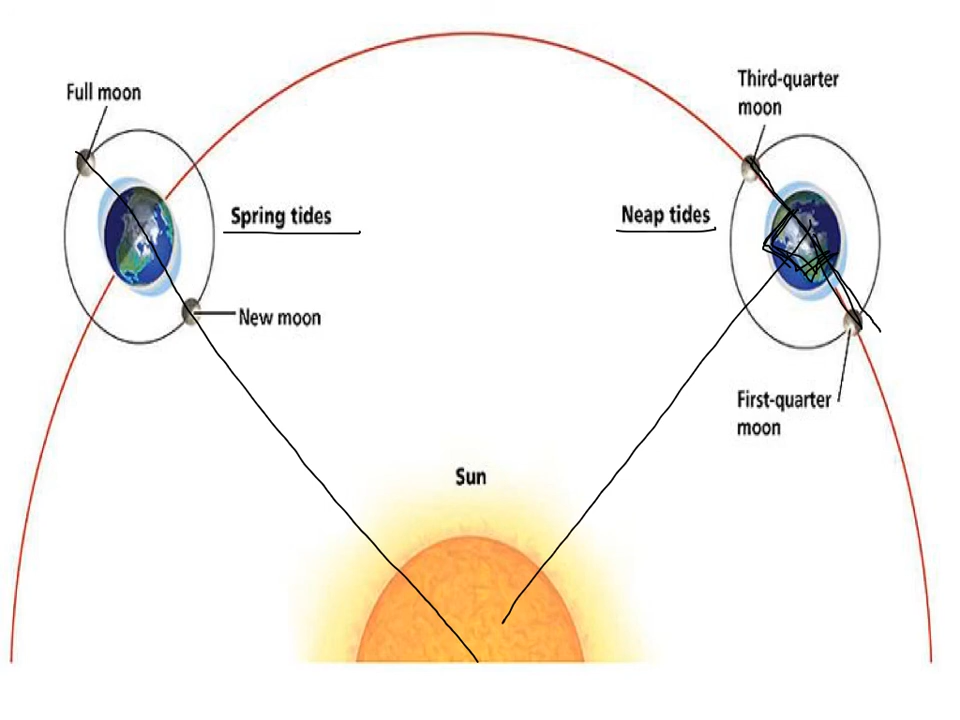 Full moon
Spring tides
New moon
Sun
Third-quarter
moon
Neap tides
First-quarter
moon